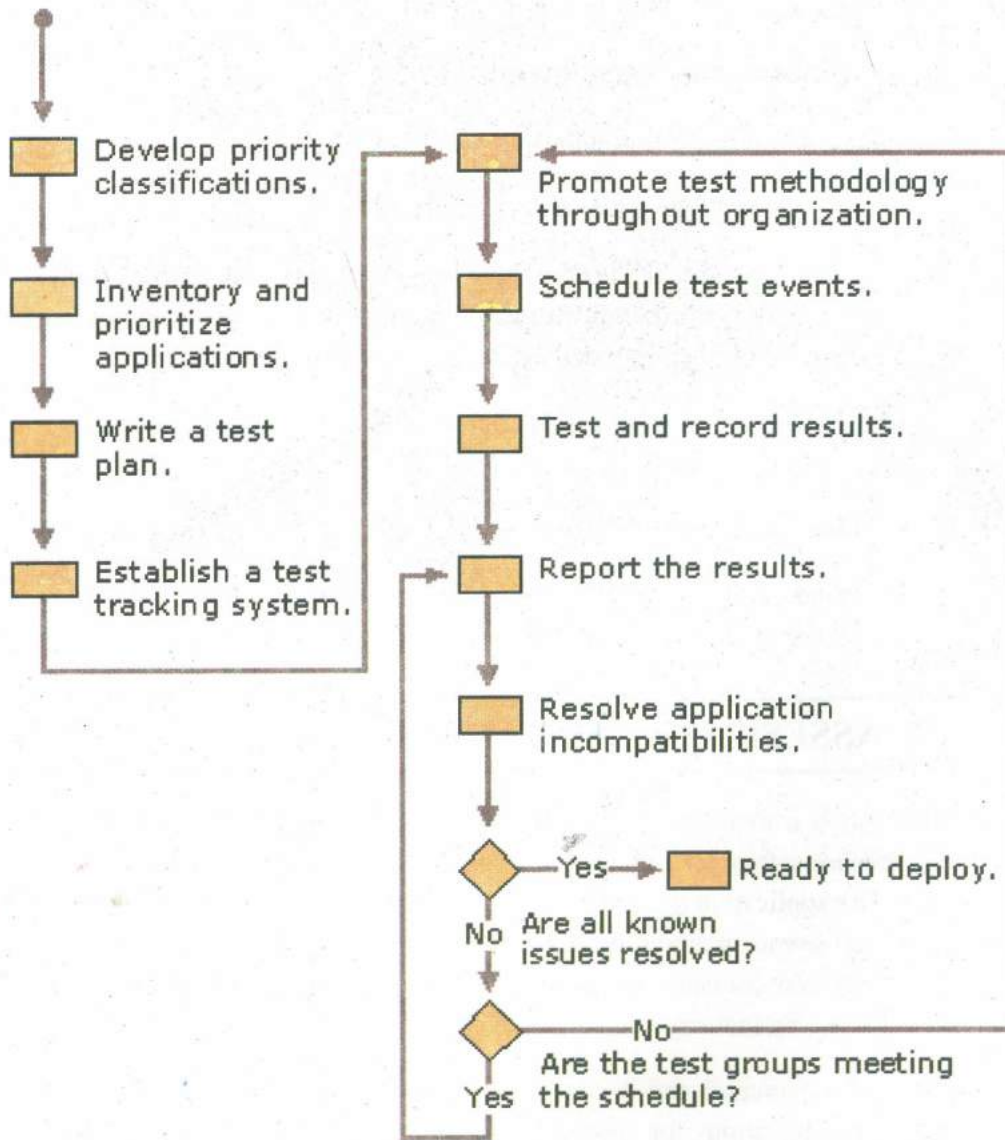 Develop priority
classifications.
Inventory and
prioritize
applications.
Write a test
plan.
Establish a test
tracking system.
Promote test methodology
throughout organization.
Schedule test events.
Test and record results.
Report the results.
Resolve application
incompatibilities.
Yes
Ready to deploy.
No
Are all known
issues resolved?
No
Are the test groups meeting
the schedule?
Yes